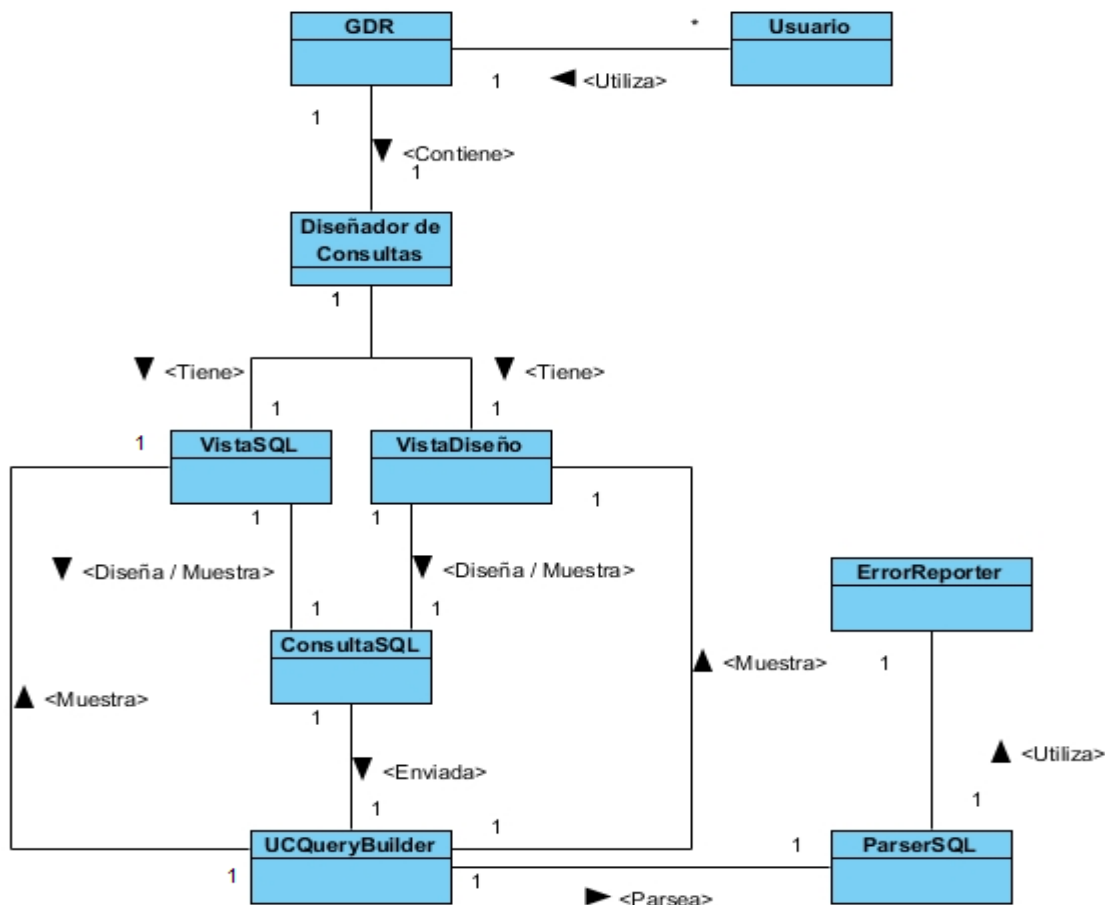 GDR
*
Usuario
1
<Utiliza>
1
<Contiene>
1
Diseñador de
Consultas
1
<Tiene>
<Tiene>
1
1
1
VistaSQL
VistaDiseño
1
1
1
<Diseña / Muestra>
<Diseña / Muestra>
ErrorReporter
1
1
ConsultaSQL
<Muestra>
1
<Muestra>
1
<Utiliza>
<Enviada>
1
1
1
1
UCQueryBuilder
ParserSQL
1
1
<Parsea>